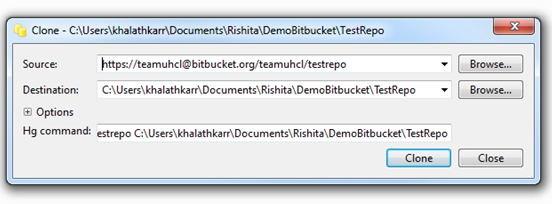 Clone - C:\Users\khalathkarr\Documents\Rishita\DemoBitbucket\TestRepo
Source: https://teamuhcl@bitbucket.org/teamuhcl/testrepo Browse...
Destination: C:\Users\khalathkarr\Documents\Rishita\DemoBitbucket\TestRepo Browse...
Options
Hg command: estrepo C:\Users\khalathkarr\Documents\Rishita\DemoBitbucket\TestRepo
Clone Close